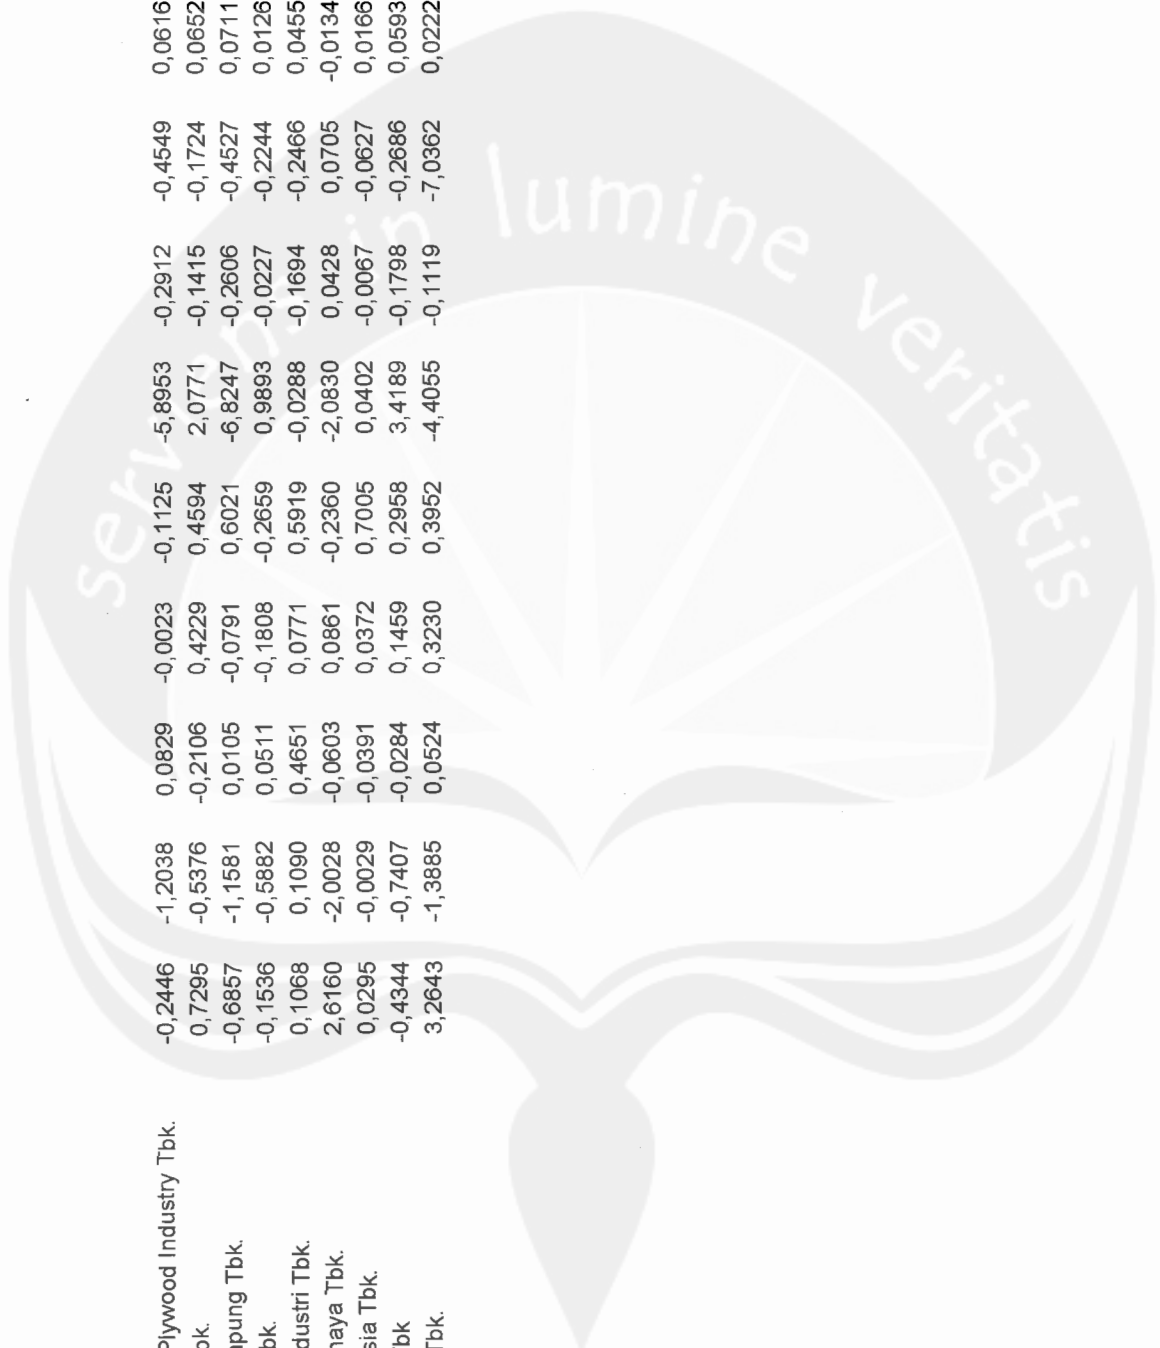 Plywood Industry Tbk. -0,2446 -1,2038 0,0829 -0,0023 -0,1125 -5,8953 -0,2912 -0,4549 0,0616
bk. 0,7295 -0,5376 -0,2106 0,4229 0,4594 2,0771 -0,1415 -0,1724 0,0652
npung Tbk. -0,6857 -1,1581 0,0105 -0,0791 0,6021 -6,8247 -0,2606 -0,4527 0,0711
bk. -0,1536 -0,5882 0,0511 -0,1808 -0,2659 0,9893 -0,0227 -0,2244 0,0126
dustri Tbk. 0,1068 0,1090 0,4651 0,0771 0,5919 -0,0288 -0,1694 -0,2466 0,0455
naya Tbk. 2,6160 -2,0028 -0,0603 0,0861 -0,2360 -2,0830 0,0428 0,0705 -0,0134
sia Tbk. 0,0295 -0,0029 -0,0391 0,0372 0,7005 0,0402 -0,0067 -0,0627 0,0166
bk -0,4344 -0,7407 -0,0284 0,1459 0,2958 3,4189 -0,1798 -0,2686 0,0593
Tbk. 3,2643 -1,3885 0,0524 0,3230 0,3952 -4,4055 -0,1119 -7,0362 0,0222
serviens in lumine veritatis